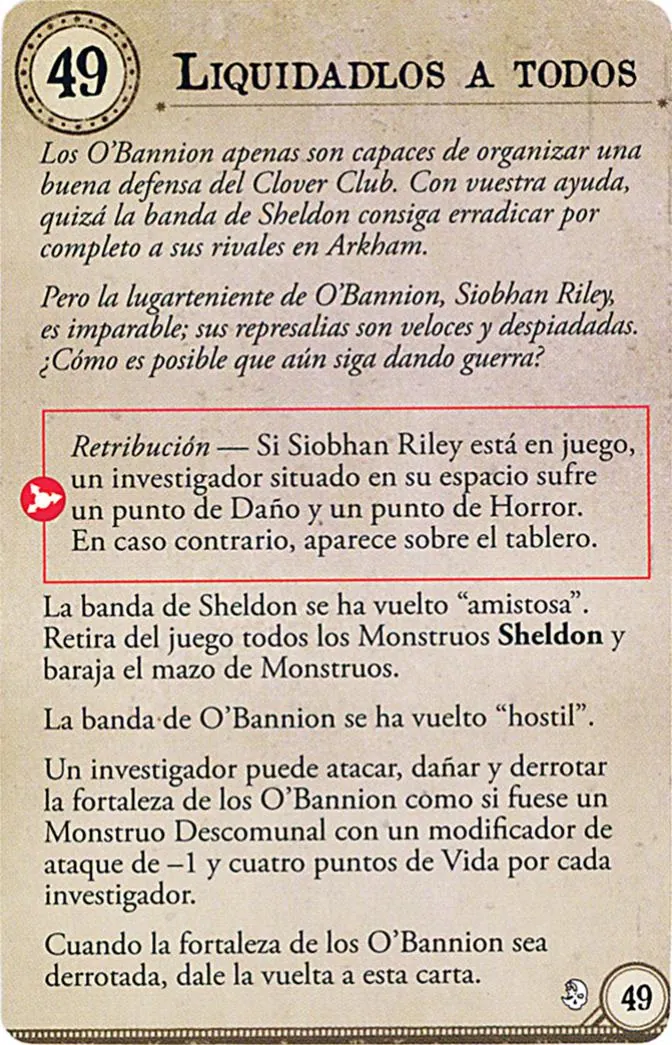 49
LIQUIDADLOS A TODOS
Los O'Bannion apenas son capaces de organizar una
buena defensa del Clover Club. Con vuestra ayuda,
quizá la banda de Sheldon consiga erradicar por
completo a sus rivales en Arkham.
Pero la lugarteniente de O'Bannion, Siobhan Riley,
es imparable; sus represalias son veloces y despiadadas.
¿Cómo es posible que aún siga dando guerra?
Retribución — Si Siobhan Riley está en juego,
un investigador situado en su espacio sufre
un punto de Daño y un punto de Horror.
En caso contrario, aparece sobre el tablero.
La banda de Sheldon se ha vuelto “amistosa”.
Retira del juego todos los Monstruos Sheldon y
baraja el mazo de Monstruos.
La banda de O'Bannion se ha vuelto “hostil”.
Un investigador puede atacar, dañar y derrotar
la fortaleza de los O'Bannion como si fuese un
Monstruo Descomunal con un modificador de
ataque de –1 y cuatro puntos de Vida por cada
investigador.
Cuando la fortaleza de los O'Bannion sea
derrotada, dale la vuelta a esta carta.
49